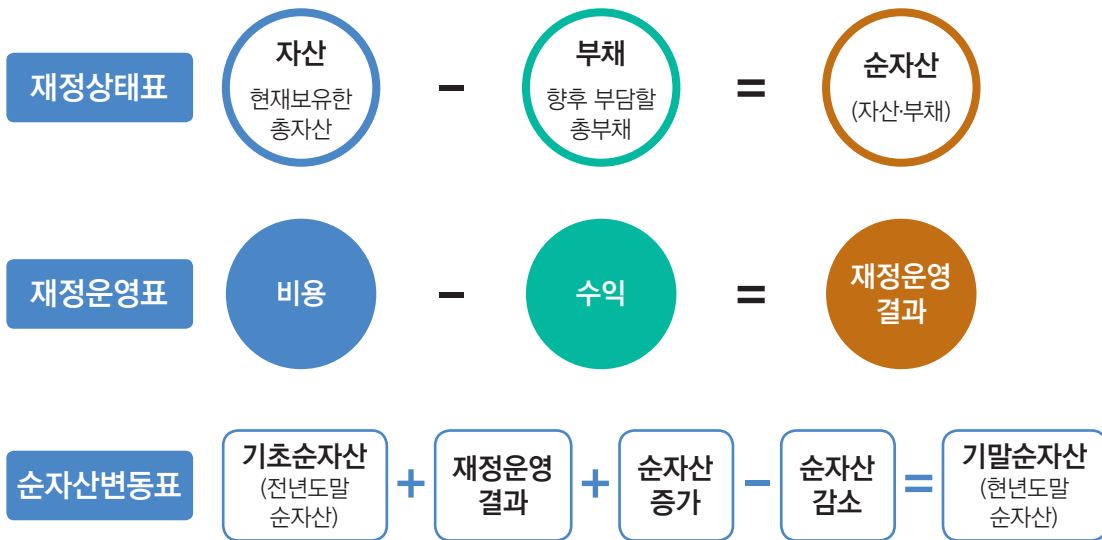 재정상태표
자산
현재보유한
총자산
–
부채
향후 부담할
총부채
=
순자산
(자산·부채)
재정운영표
비용
–
수익
=
재정운영
결과
순자산변동표
기초순자산
(전년도말
순자산)
+
재정운영
결과
+
순자산
증가
–
순자산
감소
=
기말순자산
(현년도말
순자산)